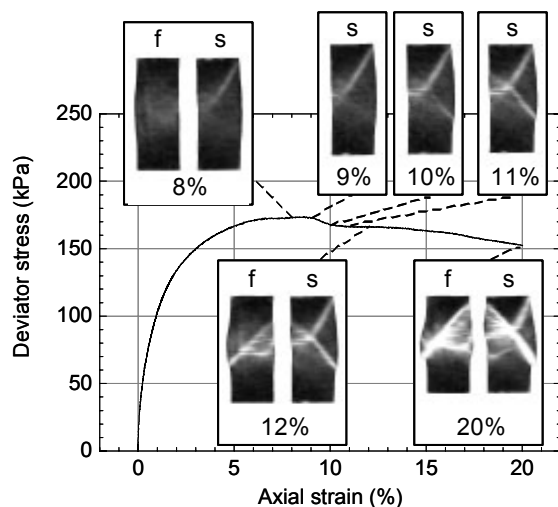 f s
8%
s
9%
s
10%
s
11%
250
200
150
100
50
0
Deviator stress (kPa)
f s
12%
f s
20%
0 5 10 15 20
Axial strain (%)